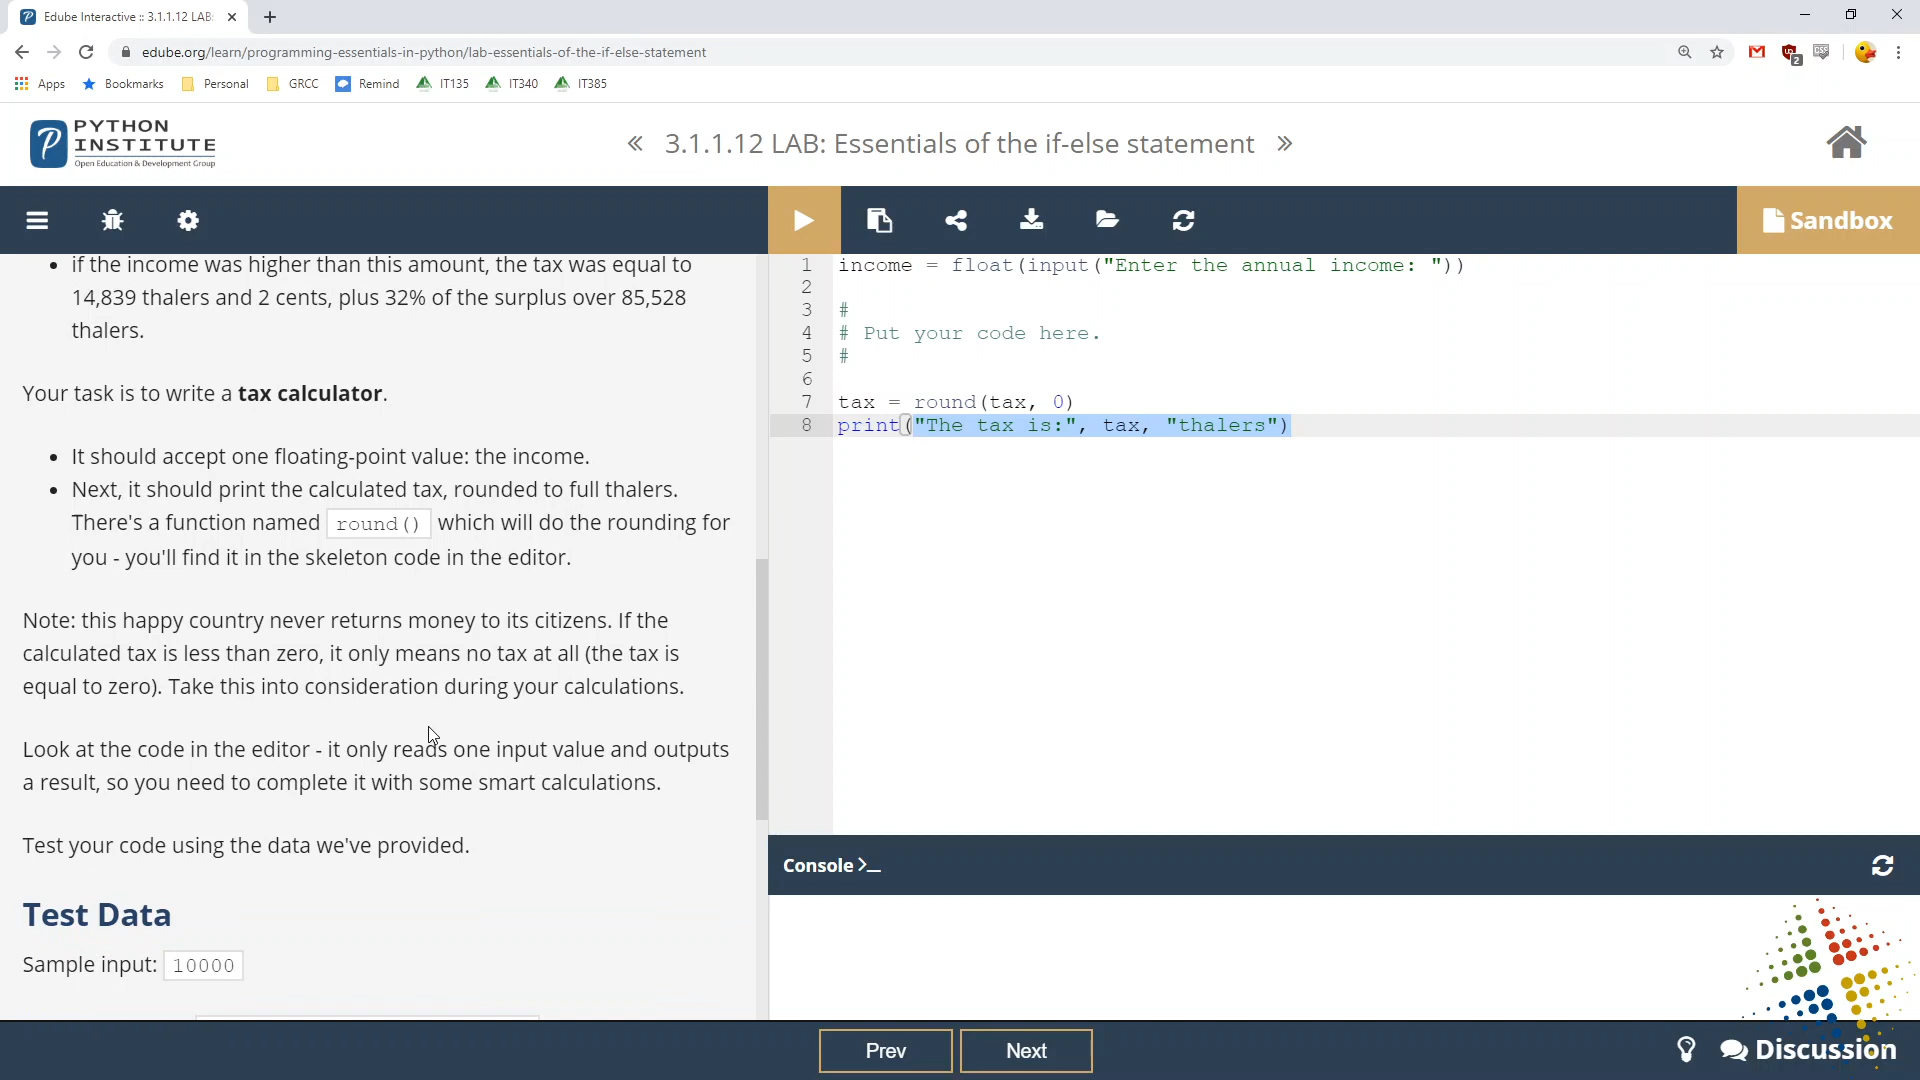 Edube Interactive :: 3.1.1.12 LAB:
edube.org/learn/programming-essentials-in-python/lab-essentials-of-the-if-else-statement
2
CSS
Apps Bookmarks Personal GRCC Remind IT135 IT340 IT385
PYTHON
INSTITUTE
Open Education & Development Group
« 3.1.1.12 LAB: Essentials of the if-else statement »
Sandbox
• if the income was higher than this amount, the tax was equal to
14,839 thalers and 2 cents, plus 32% of the surplus over 85,528
thalers.
Your task is to write a tax calculator.
• It should accept one floating-point value: the income.
• Next, it should print the calculated tax, rounded to full thalers.
There's a function named round() which will do the rounding for
you - you'll find it in the skeleton code in the editor.
Note: this happy country never returns money to its citizens. If the
calculated tax is less than zero, it only means no tax at all (the tax is
equal to zero). Take this into consideration during your calculations.
Look at the code in the editor - it only reads one input value and outputs
a result, so you need to complete it with some smart calculations.
Test your code using the data we've provided.
Test Data
Sample input: 10000
1 income = float(input("Enter the annual income: "))
2
3 #
4 # Put your code here.
5 #
6
7 tax = round(tax, 0)
8 print("The tax is:", tax, "thalers")
Console >_
Prev Next
Discussion